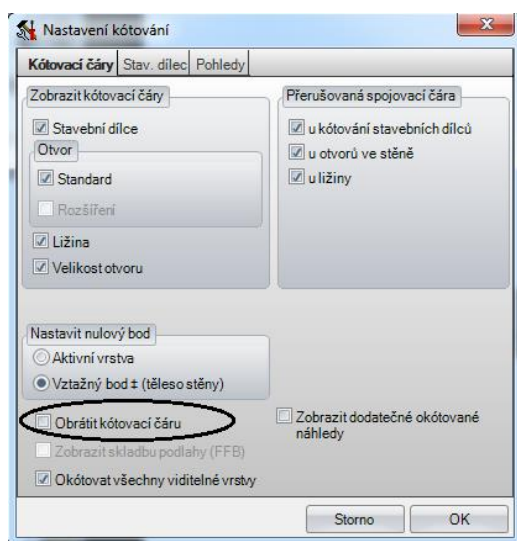 Nastavení kótování
Kótovací čáry Stav. dílec Pohledy
Zobrazit kótovací čáry
Stavební dílce
Otvor
Standard
Rozšíření
Ližina
Velikost otvoru
Přerušovaná spojovací čára
u kótování stavebních dílců
u otvorů ve stěně
u ližiny
Nastavit nulový bod
Aktivní vrstva
Vztažný bod ± (těleso stěny)
Obrátit kótovací čáru
Zobrazit skladbu podlahy (FFB)
Okótovat všechny viditelné vrstvy
Zobrazit dodatečné okótované
náhledy
Storno OK